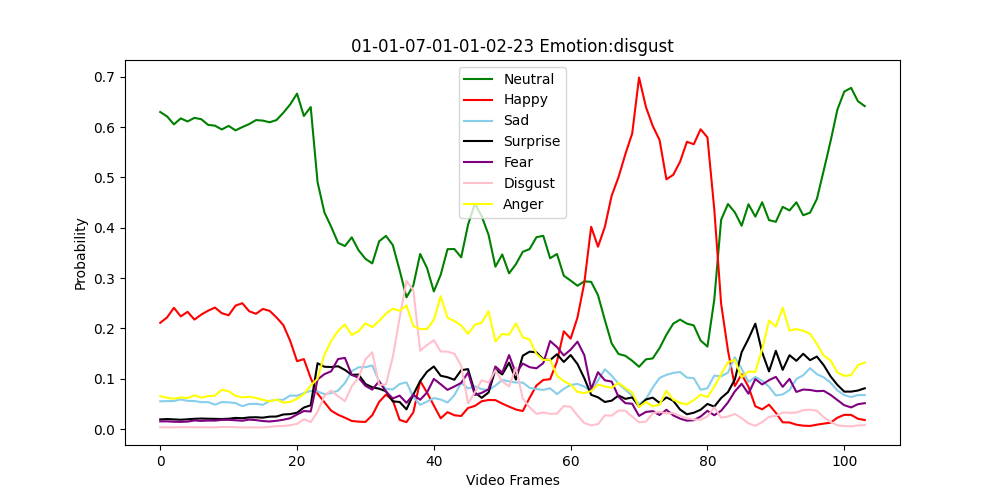 01-01-07-01-01-02-23 Emotion:disgust
Neutral
Happy
Sad
Surprise
Fear
Disgust
Anger
0.7
0.6
0.5
0.4
0.3
0.2
0.1
0.0
Probability
0 20 40 60 80 100
Video Frames